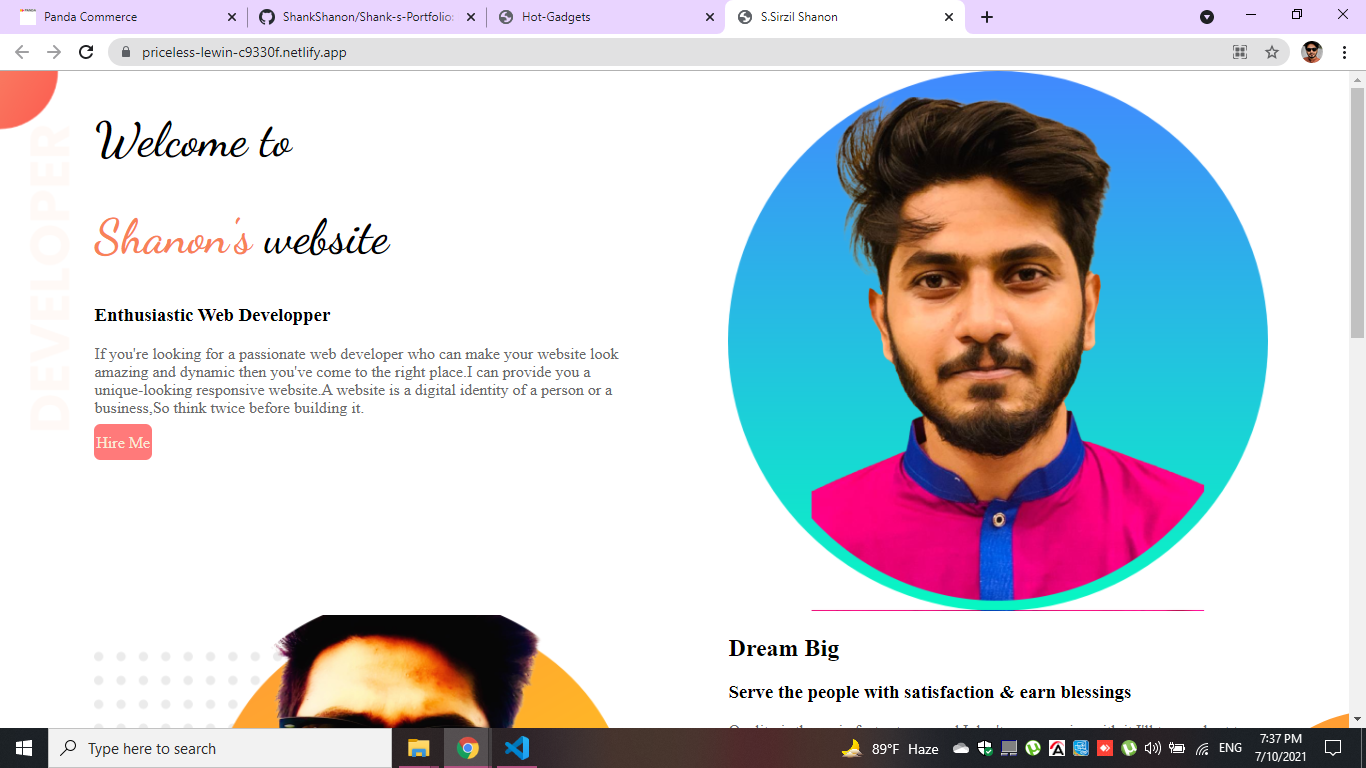 Panda Commerce
ShankShanon/Shank-s-Portfolio:
Hot-Gadgets
S.Sirzil Shanon
priceless-lewin-c9330f.netlify.app
DEVELOPER
Welcome to
Shanon's website
Enthusiastic Web Developper
If you're looking for a passionate web developer who can make your website look
amazing and dynamic then you've come to the right place.I can provide you a
unique-looking responsive website.A website is a digital identity of a person or a
business,So think twice before building it.
Hire Me
Dream Big
Serve the people with satisfaction & earn blessings
Type here to search
89°F Haze
ENG
7:37 PM
7/10/2021